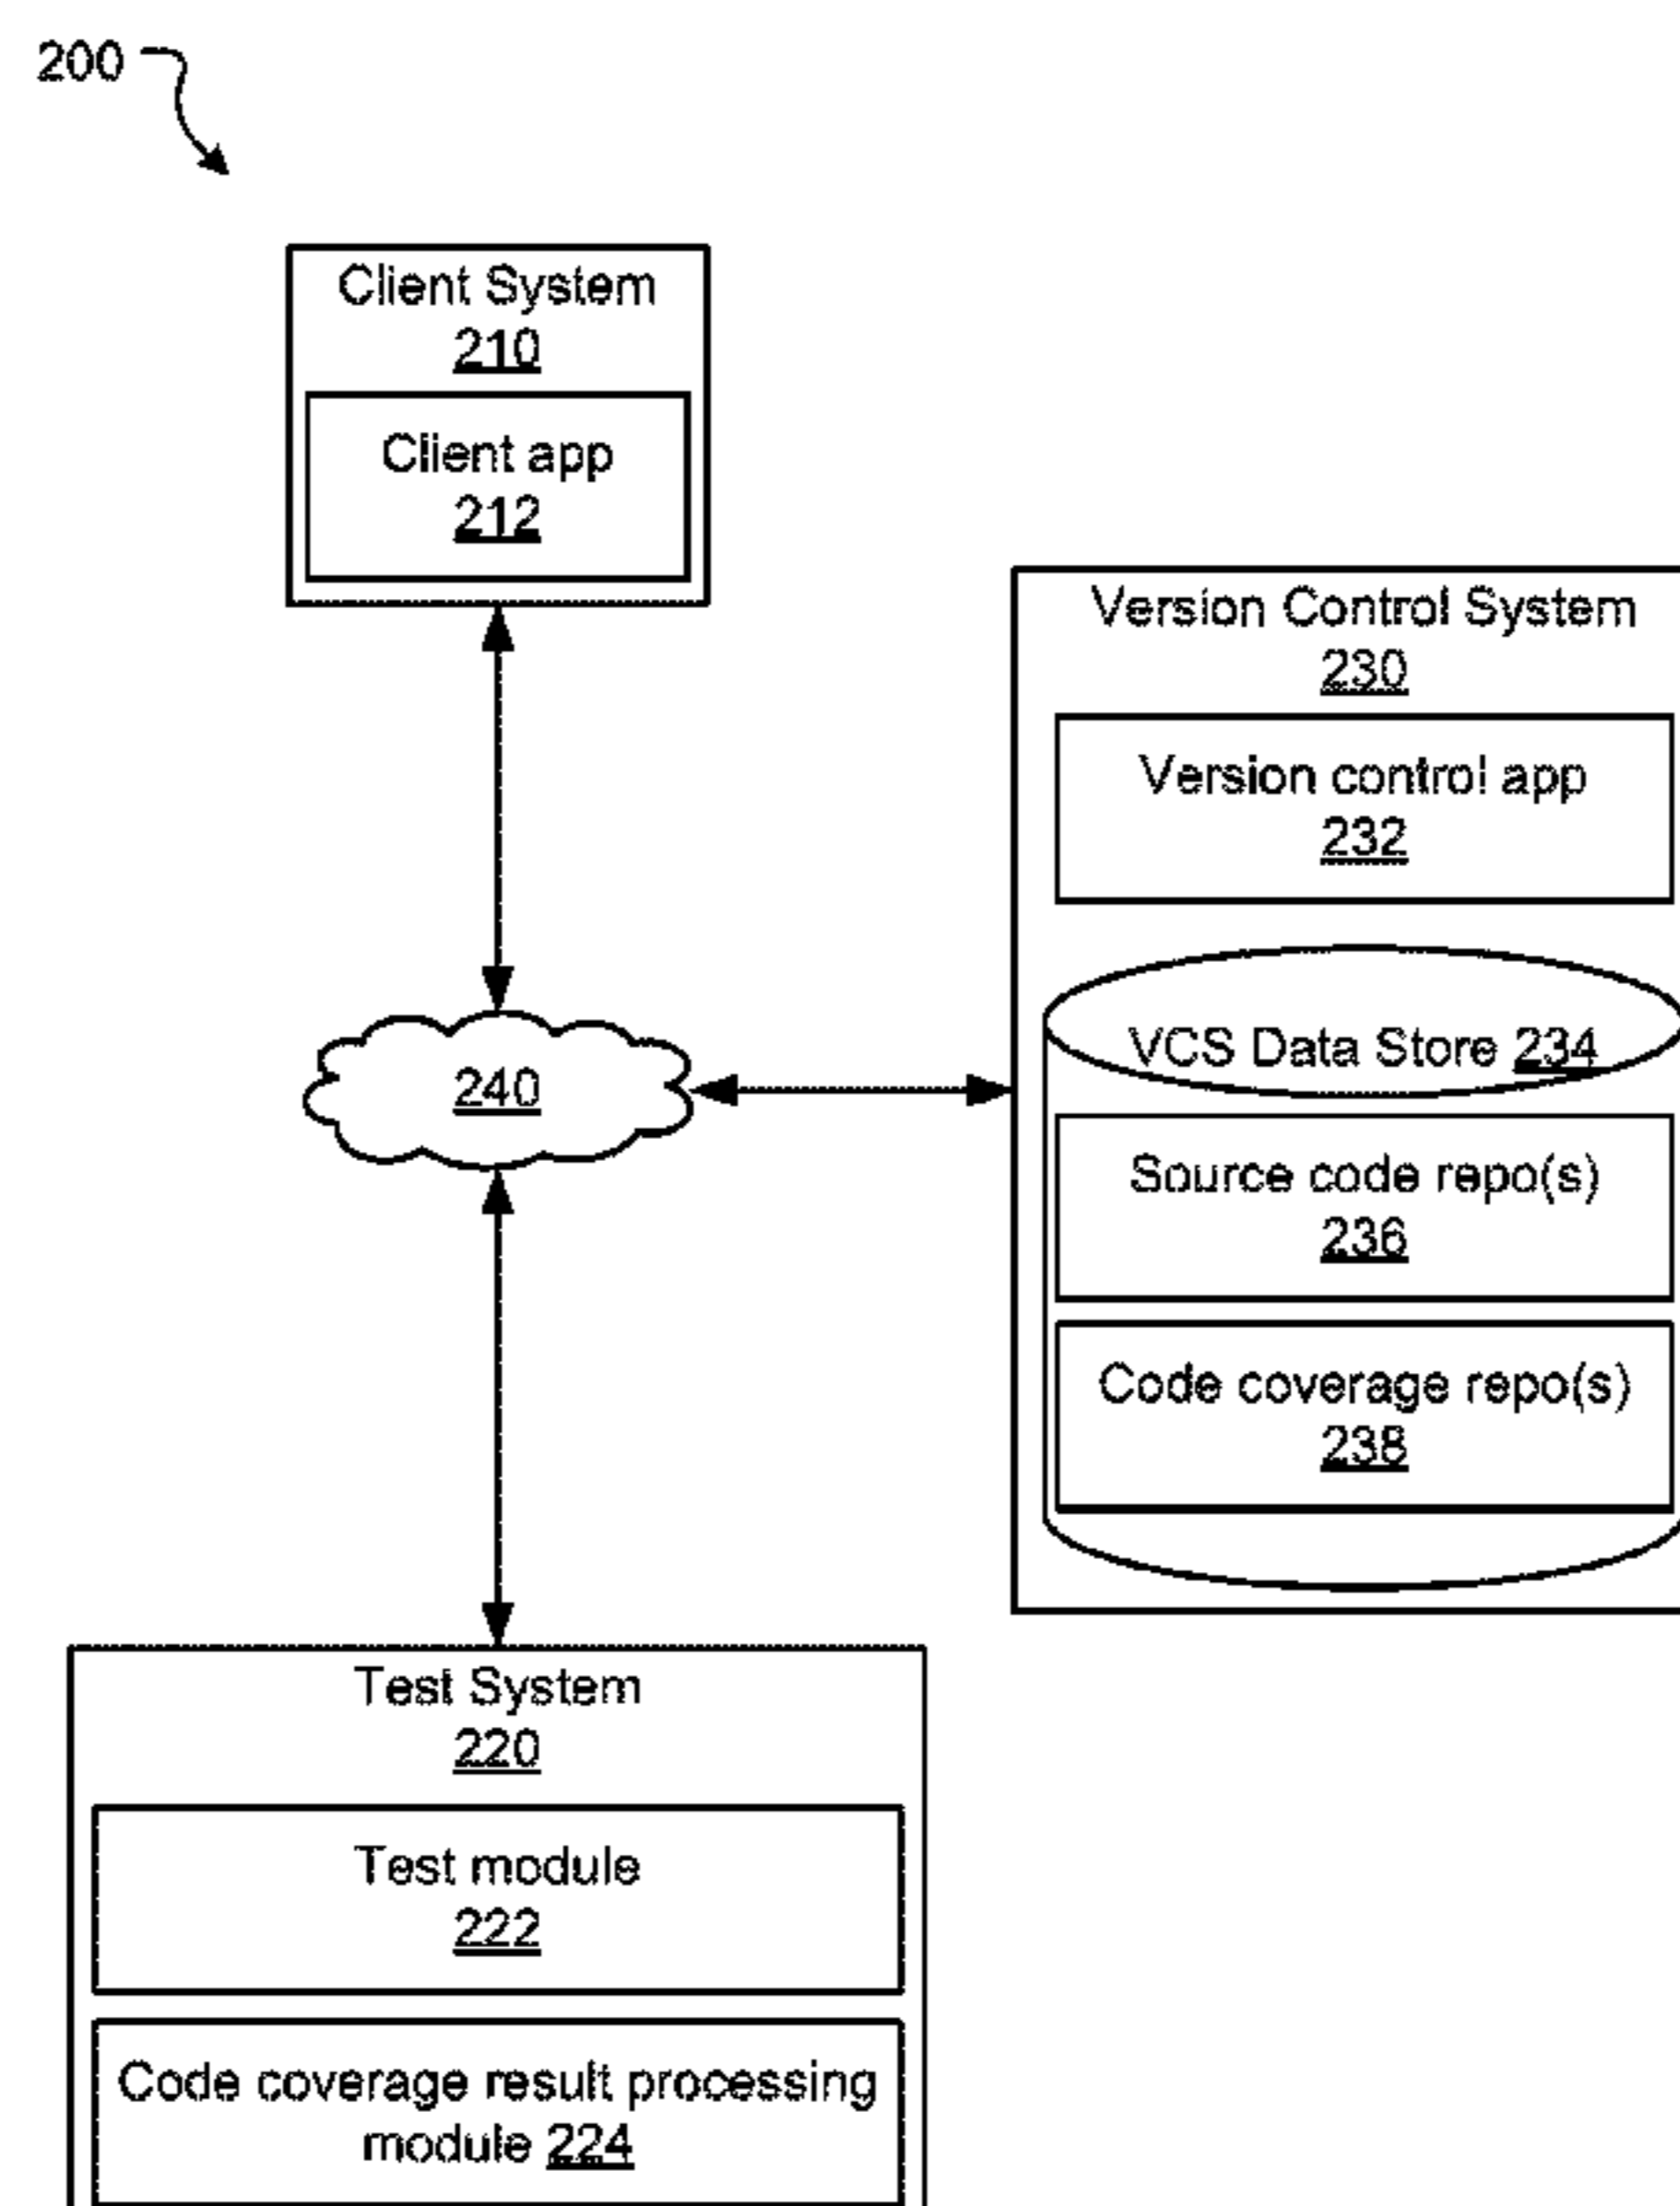 200
Client System
210
Client app
212
Version Control System
230
Version control app
232
240
VCS Data Store 234
Source code repo(s)
236
Code coverage repo(s)
238
Test System
220
Test module
222
Code coverage result processing
module 224